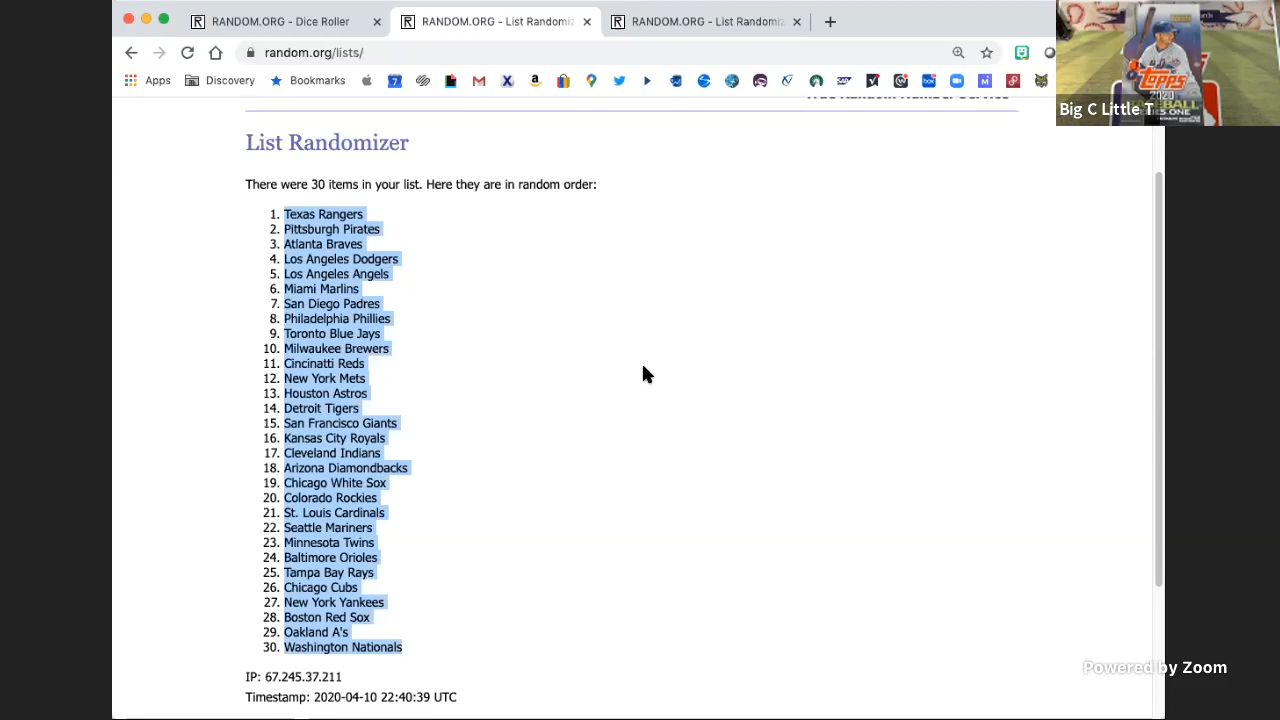 RANDOM.ORG - Dice Roller
RANDOM.ORG - List Randomiz
RANDOM.ORG - List Randomiz
random.org/lists/
Apps
Discovery
Bookmarks
True Random Number Service
List Randomizer
There were 30 items in your list. Here they are in random order:
1. Texas Rangers
2. Pittsburgh Pirates
3. Atlanta Braves
4. Los Angeles Dodgers
5. Los Angeles Angels
6. Miami Marlins
7. San Diego Padres
8. Philadelphia Phillies
9. Toronto Blue Jays
10. Milwaukee Brewers
11. Cincinatti Reds
12. New York Mets
13. Houston Astros
14. Detroit Tigers
15. San Francisco Giants
16. Kansas City Royals
17. Cleveland Indians
18. Arizona Diamondbacks
19. Chicago White Sox
20. Colorado Rockies
21. St. Louis Cardinals
22. Seattle Mariners
23. Minnesota Twins
24. Baltimore Orioles
25. Tampa Bay Rays
26. Chicago Cubs
27. New York Yankees
28. Boston Red Sox
29. Oakland A's
30. Washington Nationals
IP: 67.245.37.211
Timestamp: 2020-04-10 22:40:39 UTC
Topps
2020
Big C Little T
Powered by Zoom